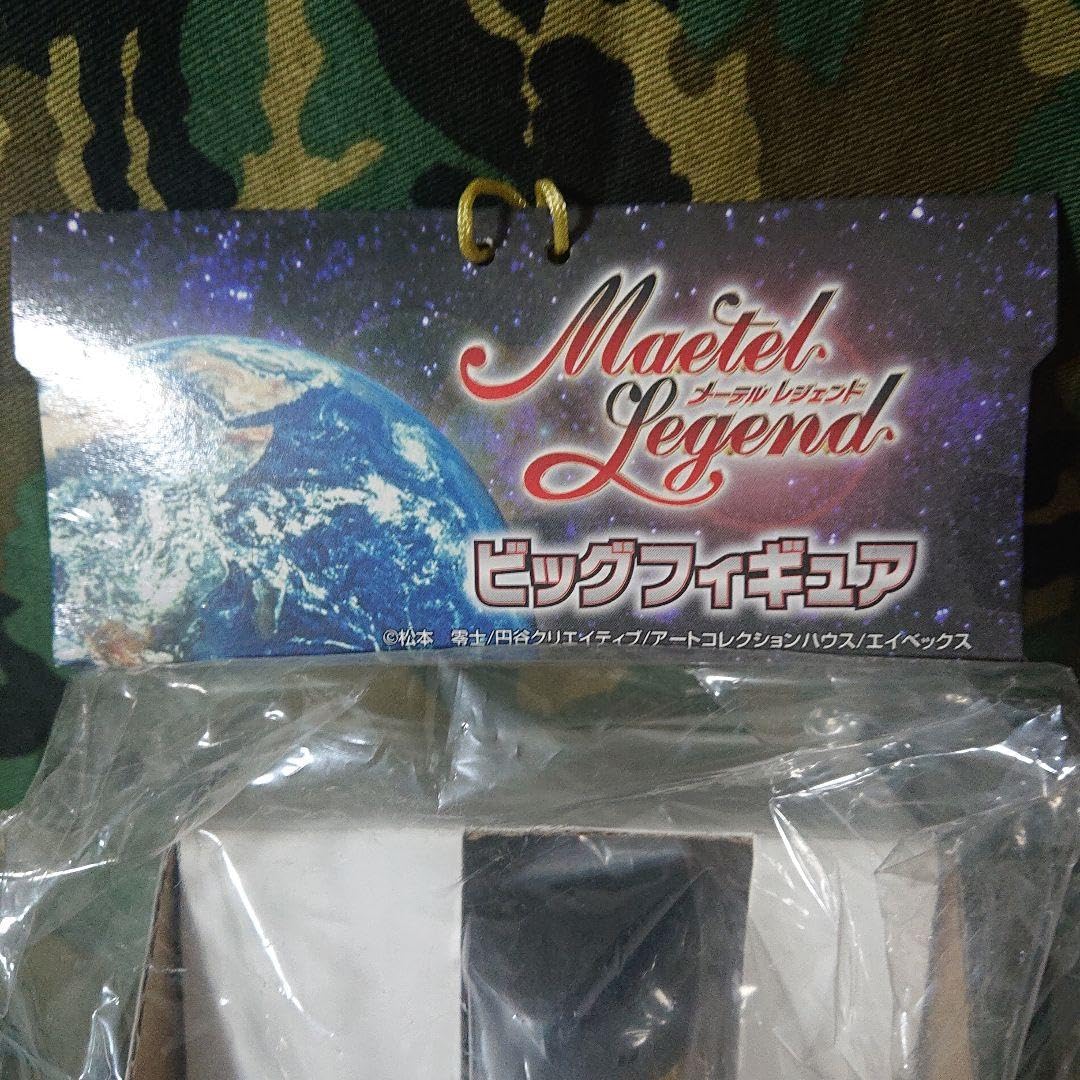 Maetel
メーテル レジェンド
Legend
ビッグフィギュア
©松本　零士/円谷クリエイティブ/アートコレクションハウス/エイベックス